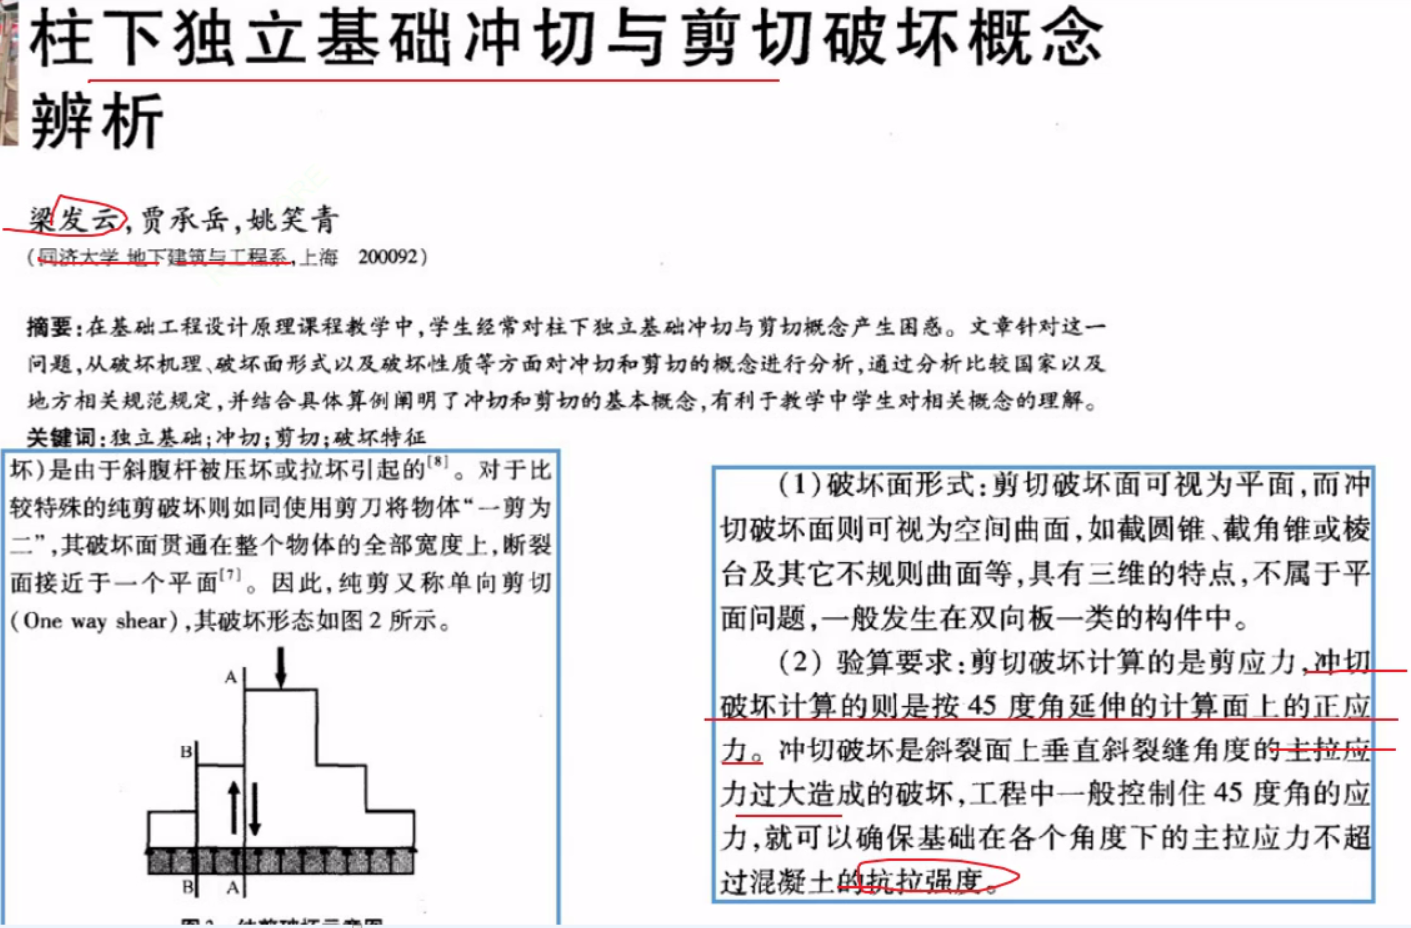 柱下独立基础冲切与剪切破坏概念
辨析
梁发云,贾承岳,姚笑青
(同济大学 地下建筑与工程系,上海 200092)
摘要:在基础工程设计原理课程教学中,学生经常对柱下独立基础冲切与剪切概念产生困惑。文章针对这一
问题,从破坏机理、破坏面形式以及破坏性质等方面对冲切和剪切的概念进行分析,通过分析比较国家以及
地方相关规范规定,并结合具体算例阐明了冲切和剪切的基本概念,有利于教学中学生对相关概念的理解。
关键词:独立基础;冲切;剪切;破坏特征
坏)是由于斜腹杆被压坏或拉坏引起的[8]。对于比
较特殊的纯剪破坏则如同使用剪刀将物体“一剪为
二”,其破坏面贯通在整个物体的全部宽度上,断裂
面接近于一个平面[7]。因此,纯剪又称单向剪切
(One way shear),其破坏形态如图2所示。
A
B
B
A
图2 纯剪破坏示意图
(1)破坏面形式:剪切破坏面可视为平面,而冲
切破坏面则可视为空间曲面,如截圆锥、截角锥或棱
台及其它不规则曲面等,具有三维的特点,不属于平
面问题,一般发生在双向板一类的构件中。
(2)验算要求:剪切破坏计算的是剪应力,冲切
破坏计算的则是按45度角延伸的计算面上的正应
力。冲切破坏是斜裂面上垂直斜裂缝角度的主拉应
力过大造成的破坏,工程中一般控制住45度角的应
力,就可以确保基础在各个角度下的主拉应力不超
过混凝土的抗拉强度。